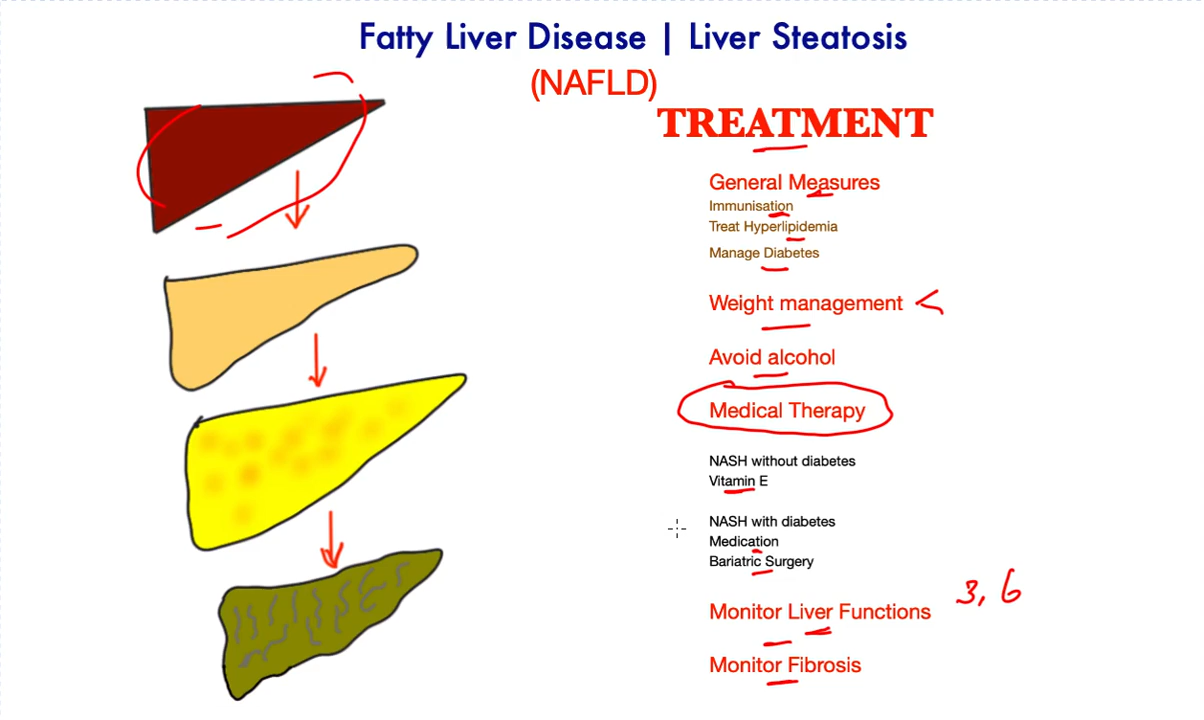 Fatty Liver Disease | Liver Steatosis
(NAFLD)
TREATMENT
General Measures
Immunisation
Treat Hyperlipidemia
Manage Diabetes
Weight management <
Avoid alcohol
Medical Therapy
NASH without diabetes
Vitamin E
NASH with diabetes
Medication
Bariatric Surgery
Monitor Liver Functions 3, 6
Monitor Fibrosis